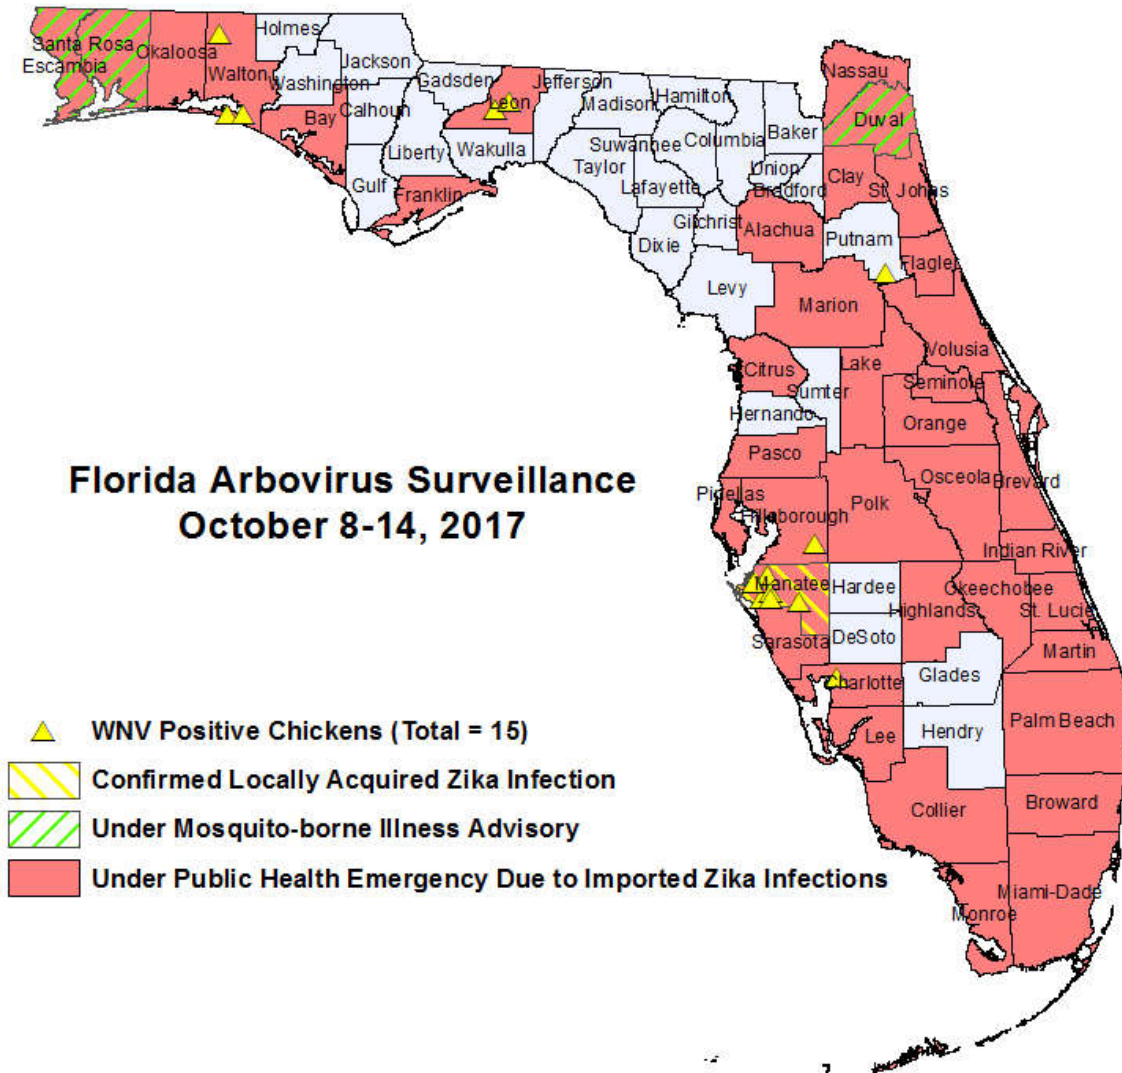 Holmes
Santa Rosa
Okaloosa
Jackson
Escambia
Walton
Washington
Gadsden
Jefferson
Nassau
Leon
Madison
Hamilton
Bay
Calhoun
Duval
Baker
Suwannee
Columbia
Liberty
Wakulla
Taylor
Union
Clay
Gulf
Franklin
Lafayette
Bradford
St. Johns
Gilchrist
Alachua
Dixie
Putnam
Flagler
Levy
Marion
Volusia
Citrus
Lake
Sumter
Seminole
Hernando
Orange
Pasco
Florida Arbovirus Surveillance
October 8-14, 2017
Osceola
Brevard
Pinellas
Polk
Hillsborough
Indian River
Manatee
Hardee
Okeechobee
Highlands
St. Lucie
Sarasota
DeSoto
Martin
Charlotte
Glades
Palm Beach
Lee
Hendry
WNV Positive Chickens (Total = 15)
Confirmed Locally Acquired Zika Infection
Collier
Broward
Under Mosquito-borne Illness Advisory
Under Public Health Emergency Due to Imported Zika Infections
Miami-Dade
Monroe